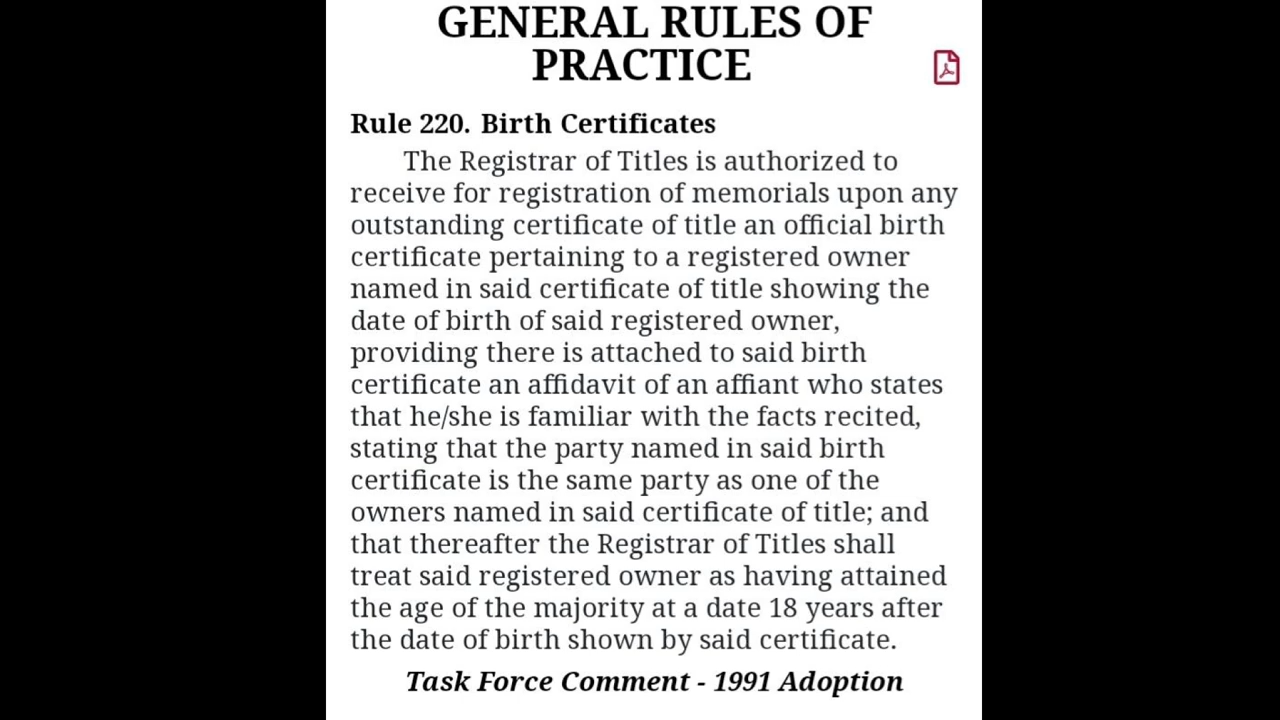 GENERAL RULES OF
PRACTICE
Rule 220. Birth Certificates
The Registrar of Titles is authorized to
receive for registration of memorials upon any
outstanding certificate of title an official birth
certificate pertaining to a registered owner
named in said certificate of title showing the
date of birth of said registered owner,
providing there is attached to said birth
certificate an affidavit of an affiant who states
that he/she is familiar with the facts recited,
stating that the party named in said birth
certificate is the same party as one of the
owners named in said certificate of title; and
that thereafter the Registrar of Titles shall
treat said registered owner as having attained
the age of the majority at a date 18 years after
the date of birth shown by said certificate.
Task Force Comment - 1991 Adoption